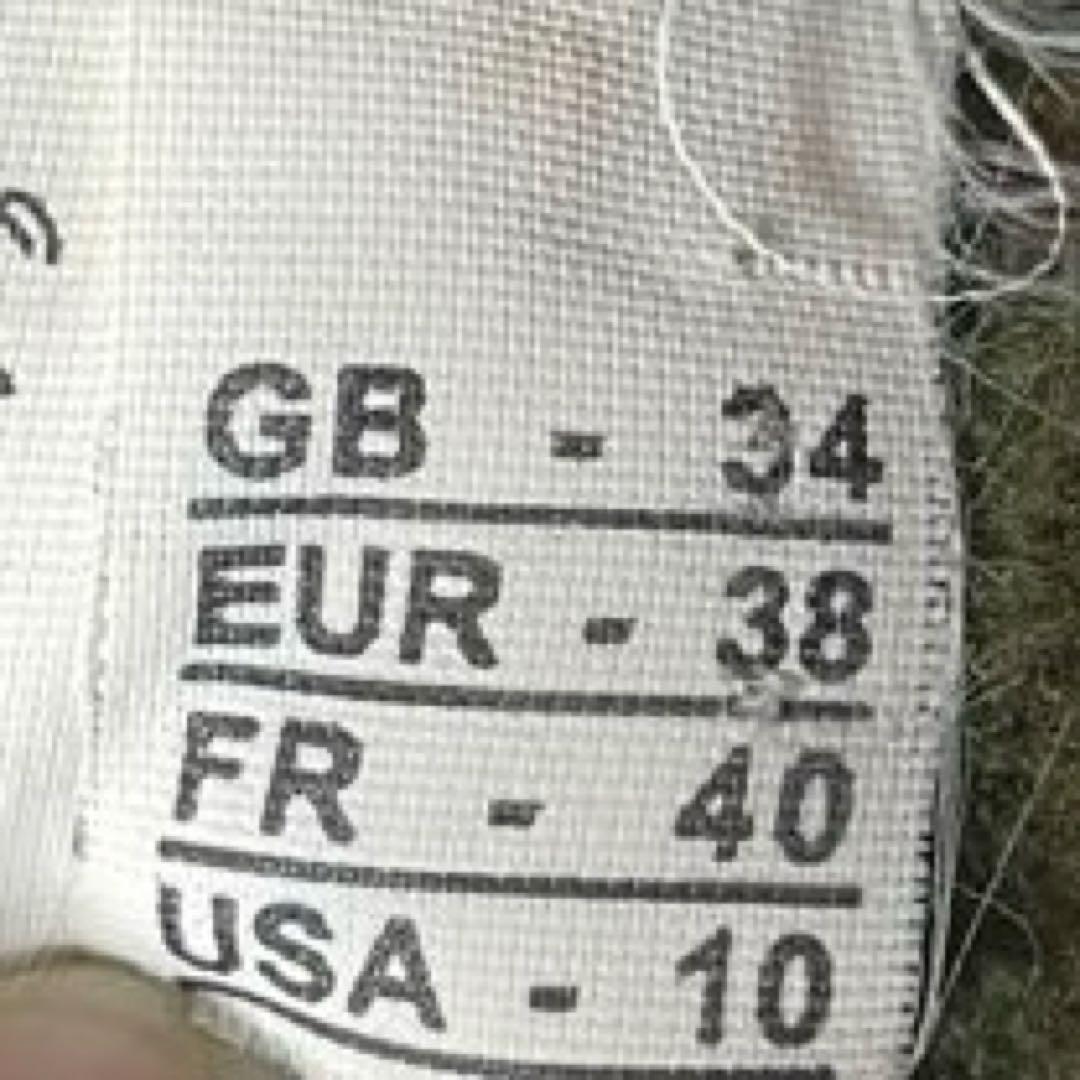 GB - 34
EUR - 38
FR - 40
USA - 10